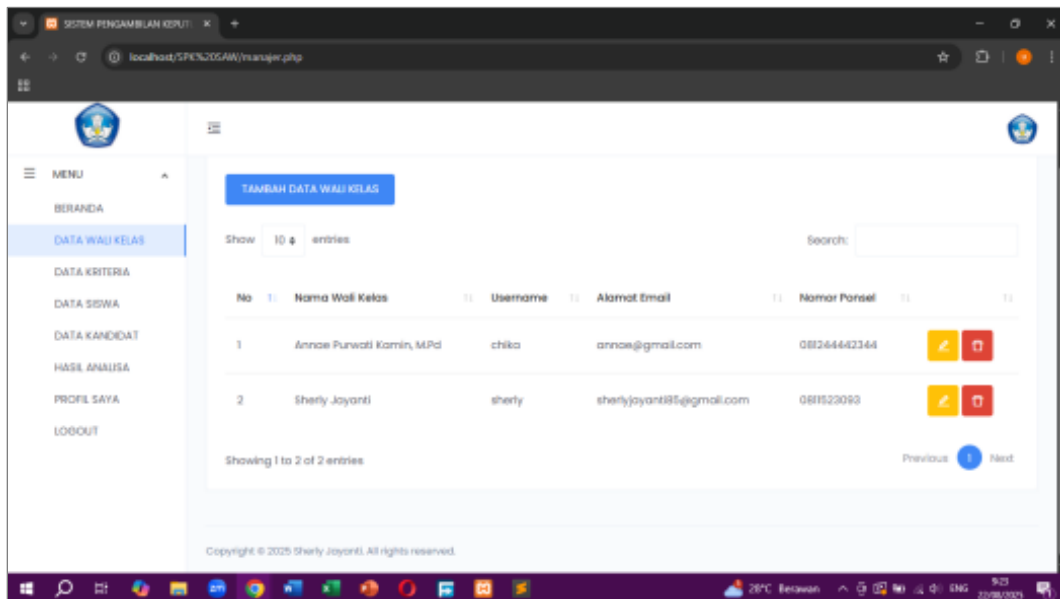 SISTEM PENGAMBILAN KEPUT
localhost/SPK%20SAW/manajer.php
MENU
BERANDA
DATA WALI KELAS
DATA KRITERIA
DATA SISWA
DATA KANDIDAT
HASIL ANALISA
PROFIL SAYA
LOGOUT
TAMBAH DATA WALI KELAS
Show 10 entries
Search:
No Nama Wali Kelas Username Alamat Email Nomor Ponsel
1 Annae Purwati Kamin, M.Pd chika annae@gmail.com 081244442344
2 Sherly Jayanti sherly sherlyjayanti85@gmail.com 0811523093
Showing 1 to 2 of 2 entries
Previous 1 Next
Copyright © 2025 Sherly Jayanti. All rights reserved.
28°C Berawan ENG 9:23
22/08/2025